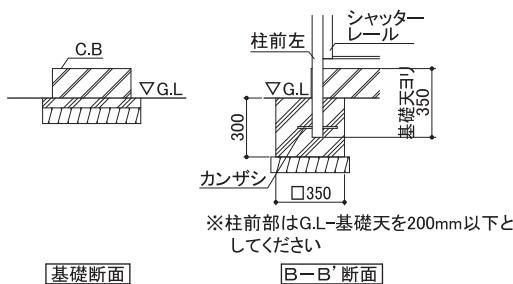 C.B
▽G.L
基礎断面
シャッター
レール
柱前左
▽G.L
300
基礎天ヨリ
350
カンザシ
□350
※柱前部はG.L-基礎天を200mm以下と
してください
B-B'断面